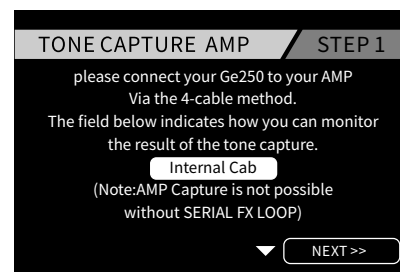 TONE CAPTURE AMP STEP 1
please connect your Ge250 to your AMP
Via the 4-cable method.
The field below indicates how you can monitor
the result of the tone capture.
Internal Cab
(Note:AMP Capture is not possible
without SERIAL FX LOOP)
NEXT >>